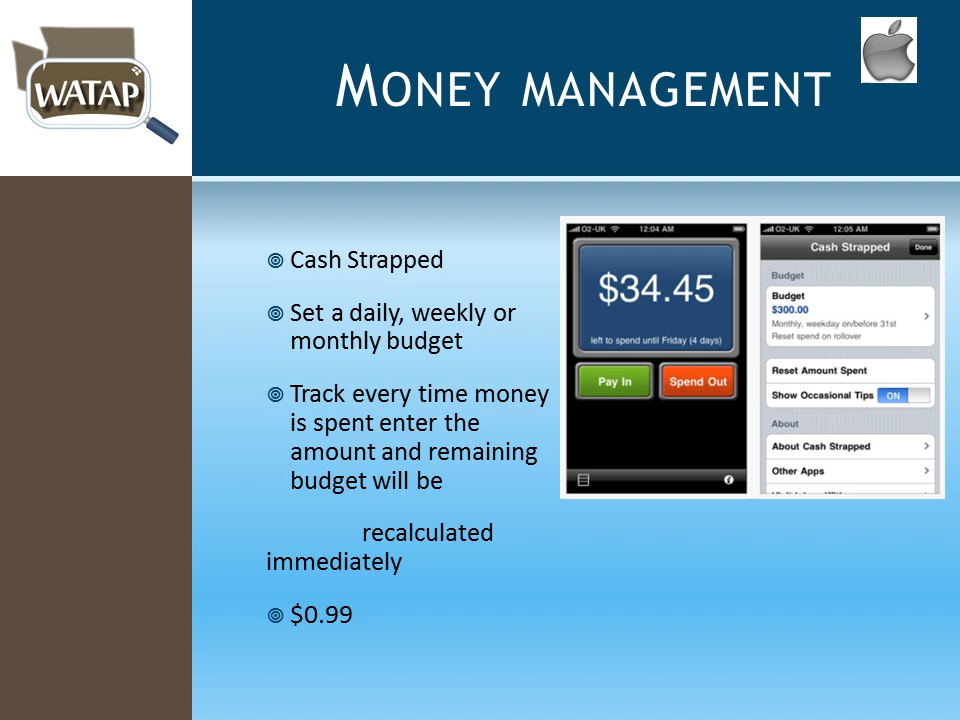 WATAP
MONEY MANAGEMENT
Cash Strapped
Set a daily, weekly or
monthly budget
Track every time money
is spent enter the
amount and remaining
budget will be
recalculated
immediately
$0.99
O2-UK 12:04 AM
$34.45
left to spend until Friday (4 days)
Pay In Spend Out
O2-UK 12:05 AM
Cash Strapped Done
Budget
Budget
$300.00
Monthly, weekday on/before 31st
Reset spend on rollover
Reset Amount Spent
Show Occasional Tips ON
About
About Cash Strapped
Other Apps